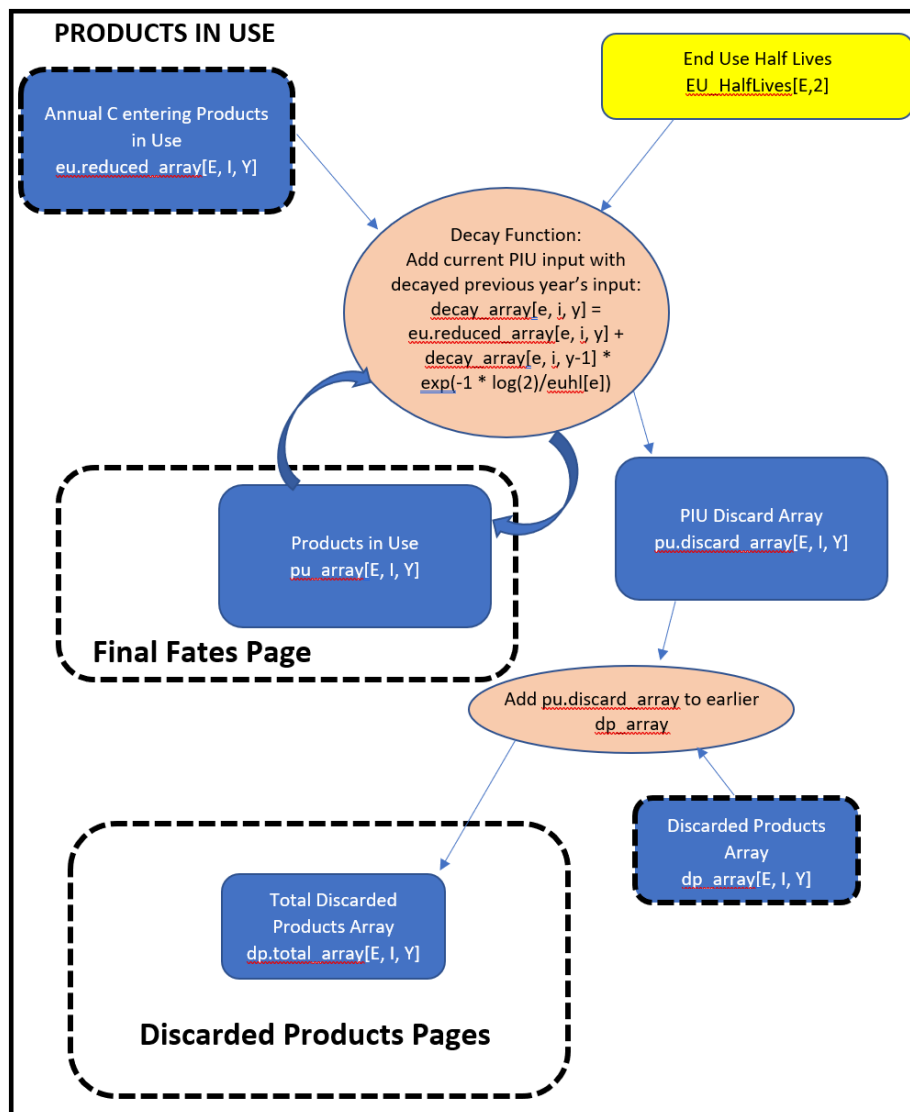 PRODUCTS IN USE
End Use Half Lives
EU_HalfLives[E,2]
Annual C entering Products
in Use
eu.reduced_array[E, I, Y]
Decay Function:
Add current PIU input with
decayed previous year's input:
decay_array[e, i, y] =
eu.reduced_array[e, i, y] +
decay_array[e, i, y-1] *
exp(-1 * log(2)/euhl[e])
Products in Use
pu_array[E, I, Y]
Final Fates Page
PIU Discard Array
pu.discard_array[E, I, Y]
Add pu.discard_array to earlier
dp_array
Discarded Products
Array
dp_array[E, I, Y]
Total Discarded
Products Array
dp.total_array[E, I, Y]
Discarded Products Pages